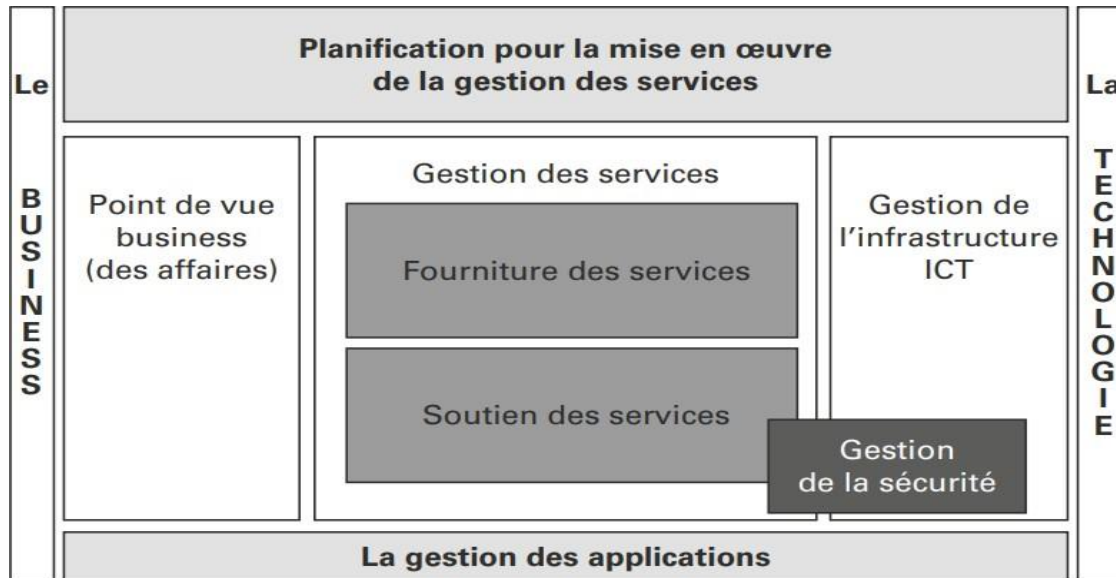 Planification pour la mise en œuvre
de la gestion des services
Le
BUSINESS
Point de vue
business
(des affaires)
Gestion des services
Fourniture des services
Soutien des services
Gestion de
l’infrastructure
ICT
Gestion
de la sécurité
La
TECHNOLOGIE
La gestion des applications